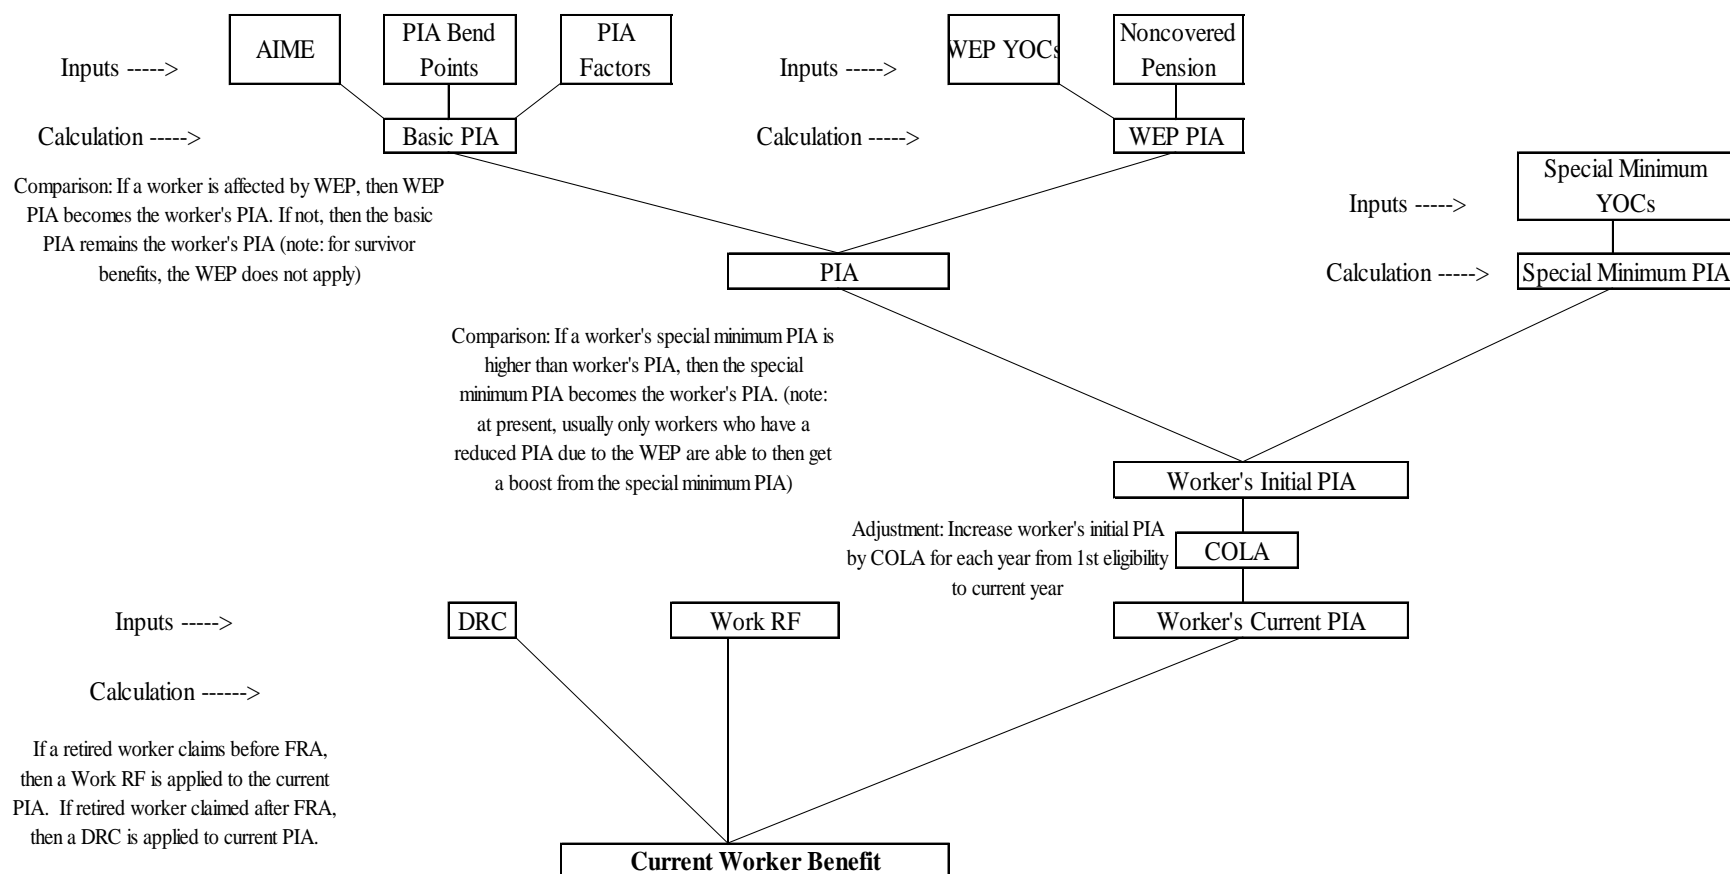 Inputs ----->
AIME
PIA Bend
Points
PIA
Factors
Inputs ----->
WEP YOCs
Noncovered
Pension
Calculation ----->
Basic PIA
Calculation ----->
WEP PIA
Comparison: If a worker is affected by WEP, then WEP
PIA becomes the worker's PIA. If not, then the basic
PIA remains the worker's PIA (note: for survivor
benefits, the WEP does not apply)
Inputs ----->
Special Minimum
YOCs
PIA
Calculation ----->
Special Minimum PIA
Comparison: If a worker's special minimum PIA is
higher than worker's PIA, then the special
minimum PIA becomes the worker's PIA. (note:
at present, usually only workers who have a
reduced PIA due to the WEP are able to then get
a boost from the special minimum PIA)
Worker's Initial PIA
Adjustment: Increase worker's initial PIA
by COLA for each year from 1st eligibility
to current year
COLA
Inputs ----->
DRC
Work RF
Worker's Current PIA
Calculation ------>
If a retired worker claims before FRA,
then a Work RF is applied to the current
PIA.  If retired worker claimed after FRA,
then a DRC is applied to current PIA.
Current Worker Benefit